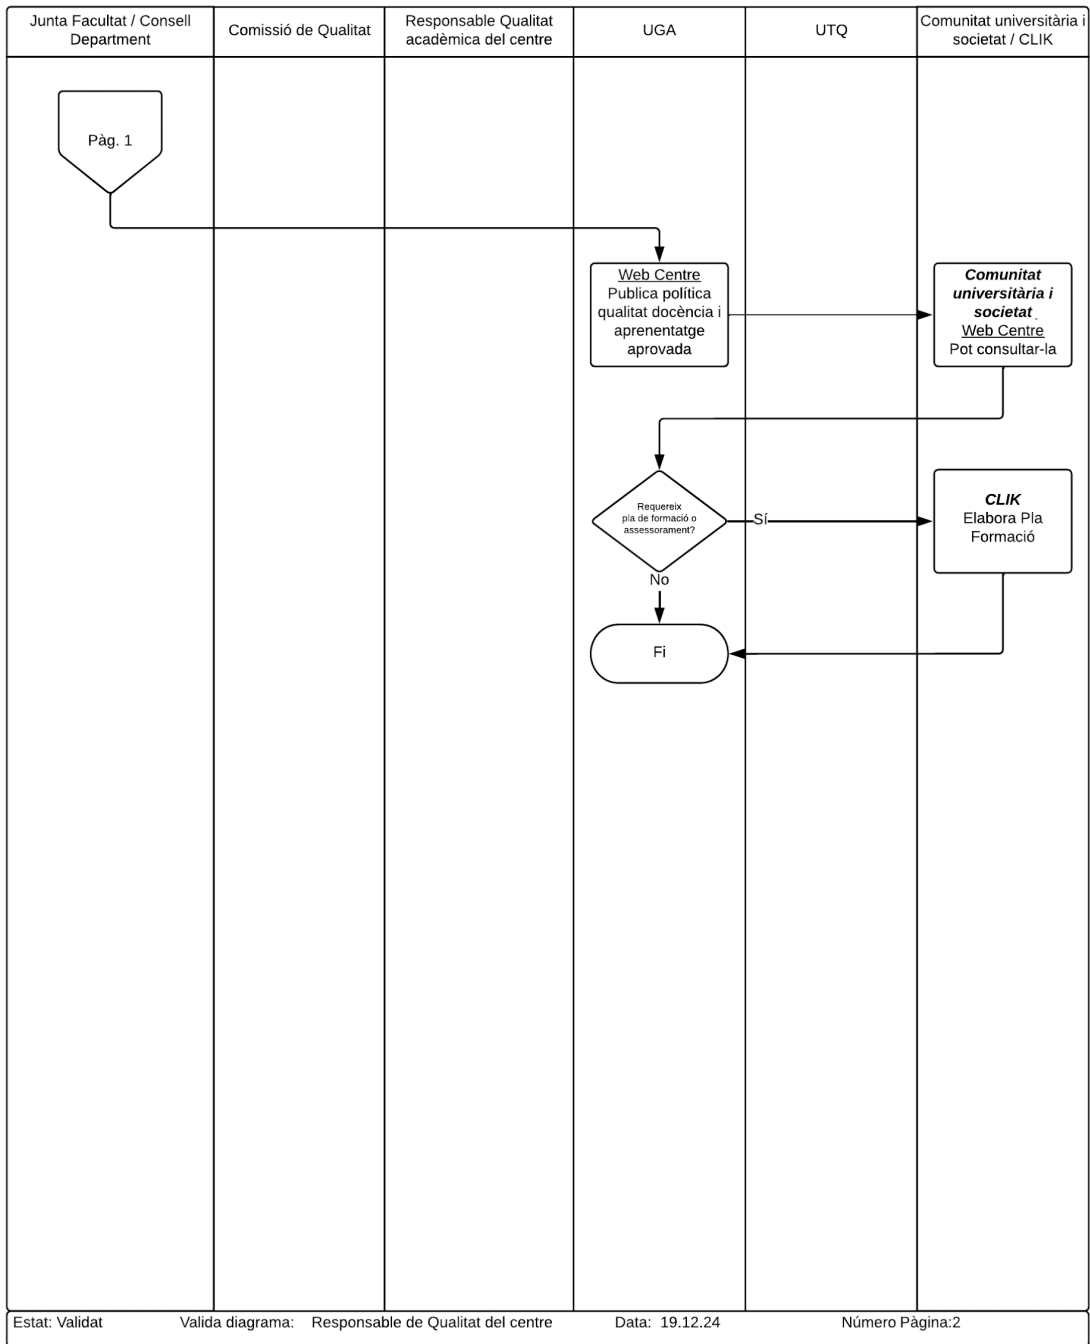 Junta Facultat / Consell
Department
Comissió de Qualitat
Responsable Qualitat
acadèmica del centre
UGA
UTQ
Comunitat universitària i
societat / CLIK
Pàg. 1
Web Centre
Publica política
qualitat docència i
aprenentatge
aprovada
Comunitat
universitària i
societat .
Web Centre
Pot consultar-la
Requereix
pla de formació o
assessorament?
Sí
CLIK
Elabora Pla
Formació
No
Fi
Estat: Validat Valida diagrama: Responsable de Qualitat del centre Data: 19.12.24 Número Pàgina:2